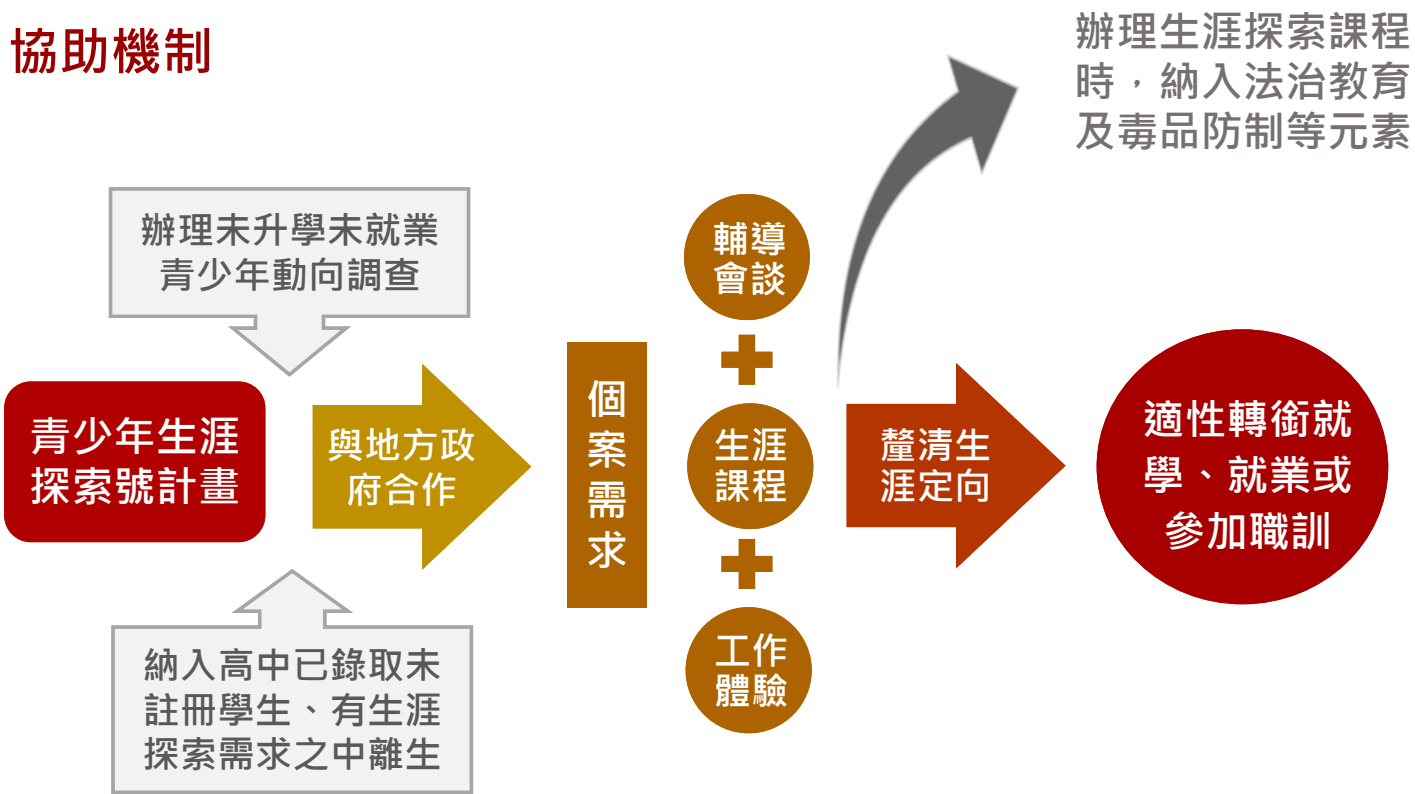 協助機制
辦理生涯探索課程
時，納入法治教育
及毒品防制等元素
辦理未升學未就業
青少年動向調查
青少年生涯
探索號計畫
與地方政
府合作
納入高中已錄取未
註冊學生、有生涯
探索需求之中離生
個
案
需
求
輔導
會談
生涯
課程
工作
體驗
釐清生
涯定向
適性轉銜就
學、就業或
參加職訓